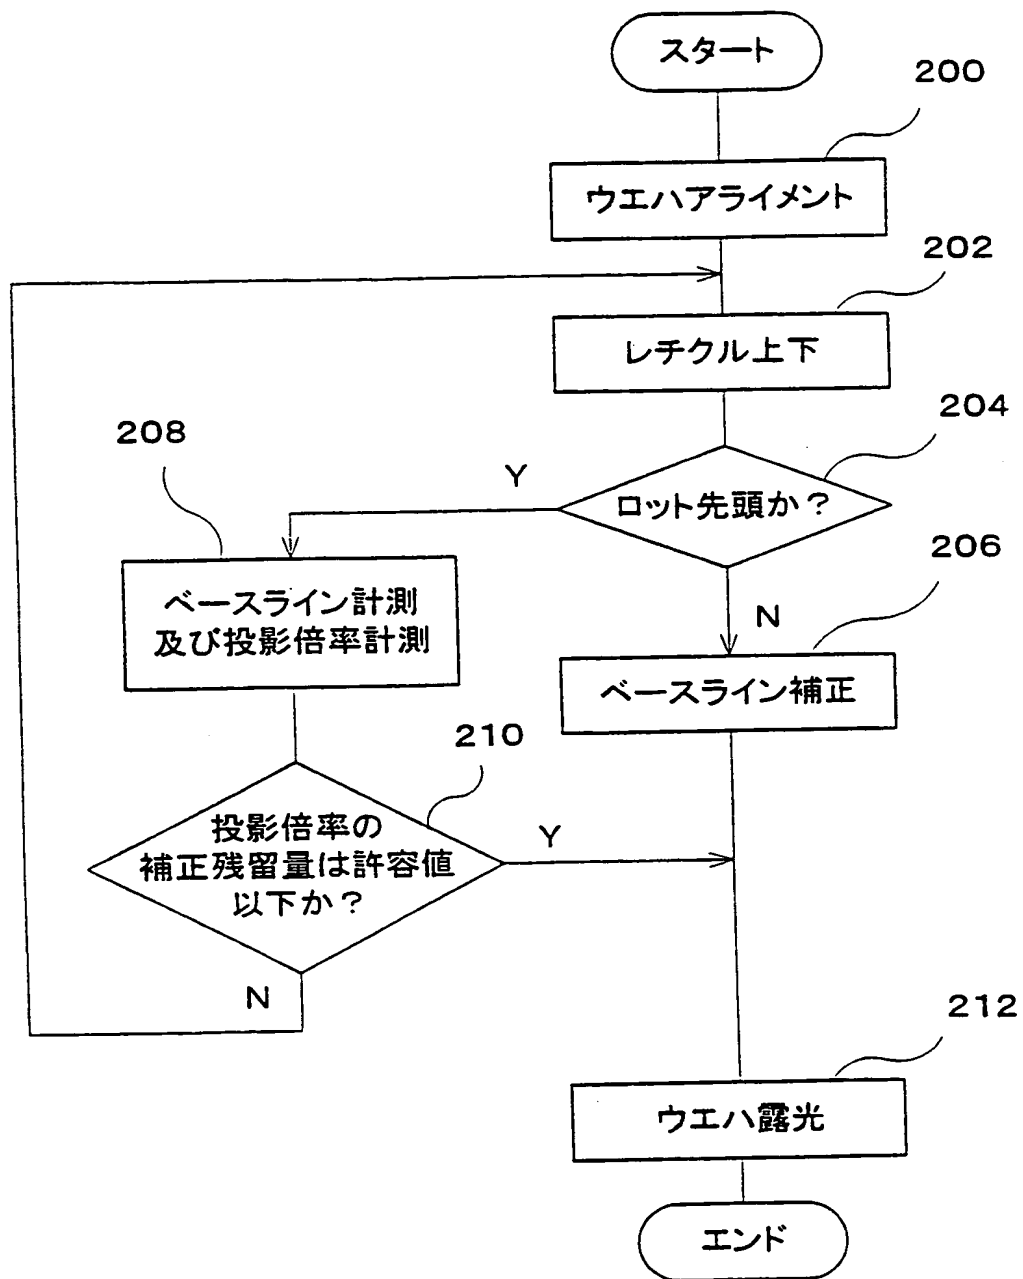 スタート
200
ウエハアライメント
202
レチクル上下
204
ロット先頭か?
Y
208
206
N
ベースライン計測
及び投影倍率計測
ベースライン補正
210
投影倍率の
補正残留量は許容値
以下か?
Y
N
212
ウエハ露光
エンド